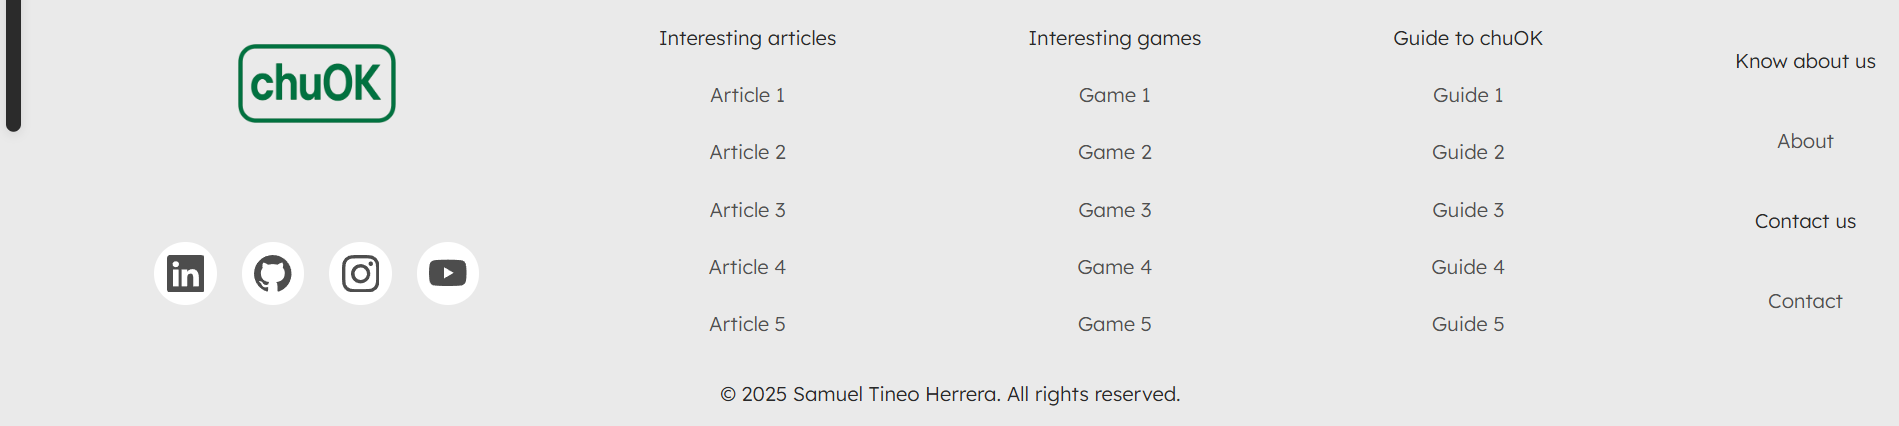 chuOK
Interesting articles
Article 1
Article 2
Article 3
Article 4
Article 5
Interesting games
Game 1
Game 2
Game 3
Game 4
Game 5
Guide to chuOK
Guide 1
Guide 2
Guide 3
Guide 4
Guide 5
Know about us
About
Contact us
Contact
© 2025 Samuel Tineo Herrera. All rights reserved.